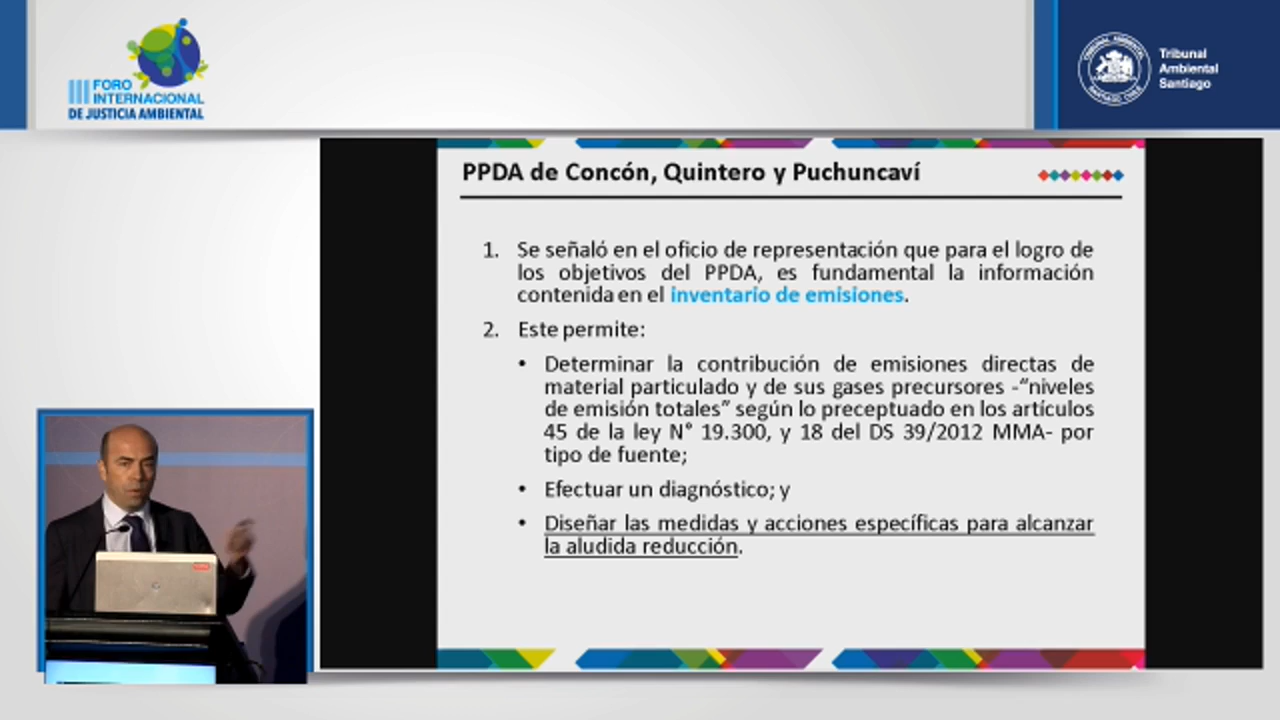 FORO
INTERNACIONAL
DE JUSTICIA AMBIENTAL
Tribunal
Ambiental
Santiago
PPDA de Concón, Quintero y Puchuncaví
1. Se señaló en el oficio de representación que para el logro de
los objetivos del PPDA, es fundamental la información
contenida en el inventario de emisiones.
2. Este permite:
• Determinar la contribución de emisiones directas de
material particulado y de sus gases precursores -"niveles
de emisión totales" según lo preceptuado en los artículos
45 de la ley N° 19.300, y 18 del DS 39/2012 MMA- por
tipo de fuente;
• Efectuar un diagnóstico; y
• Diseñar las medidas y acciones específicas para alcanzar
la aludida reducción.